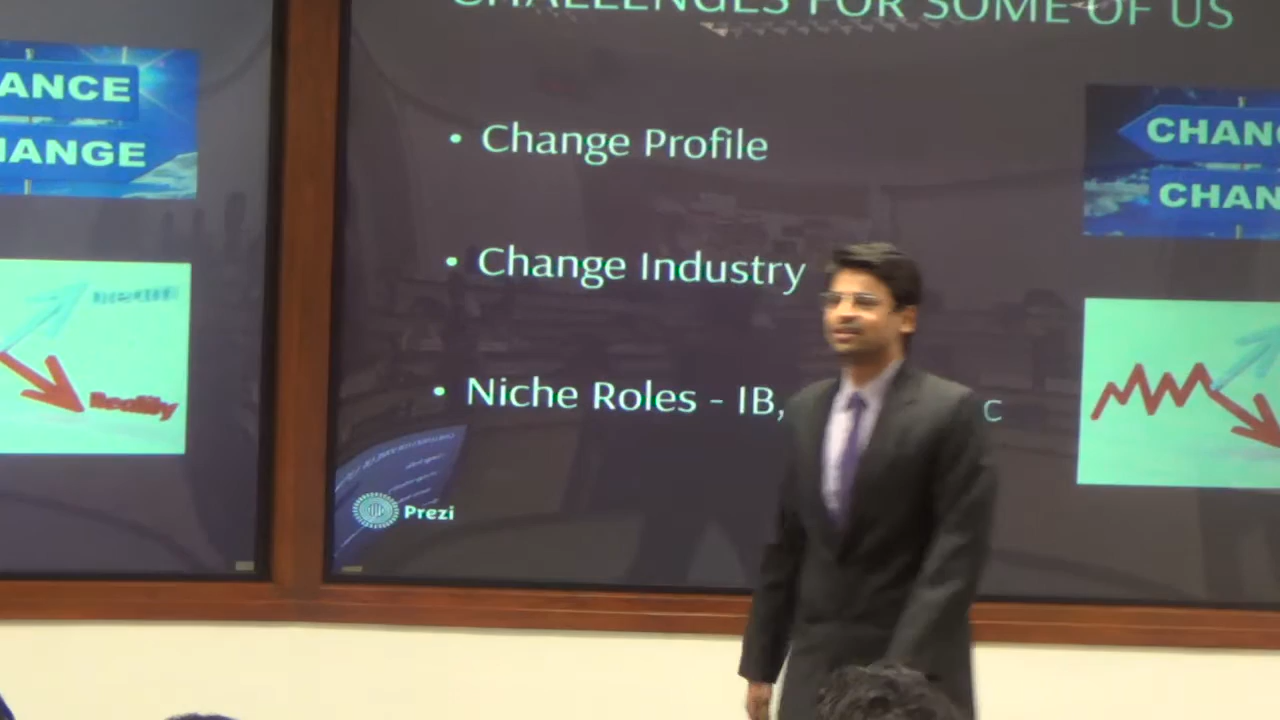 CHALLENGES FOR SOME OF US
ANCE
HANGE
Reality
• Change Profile
• Change Industry
• Niche Roles - IB,
c
Prezi
CHANC
CHAN